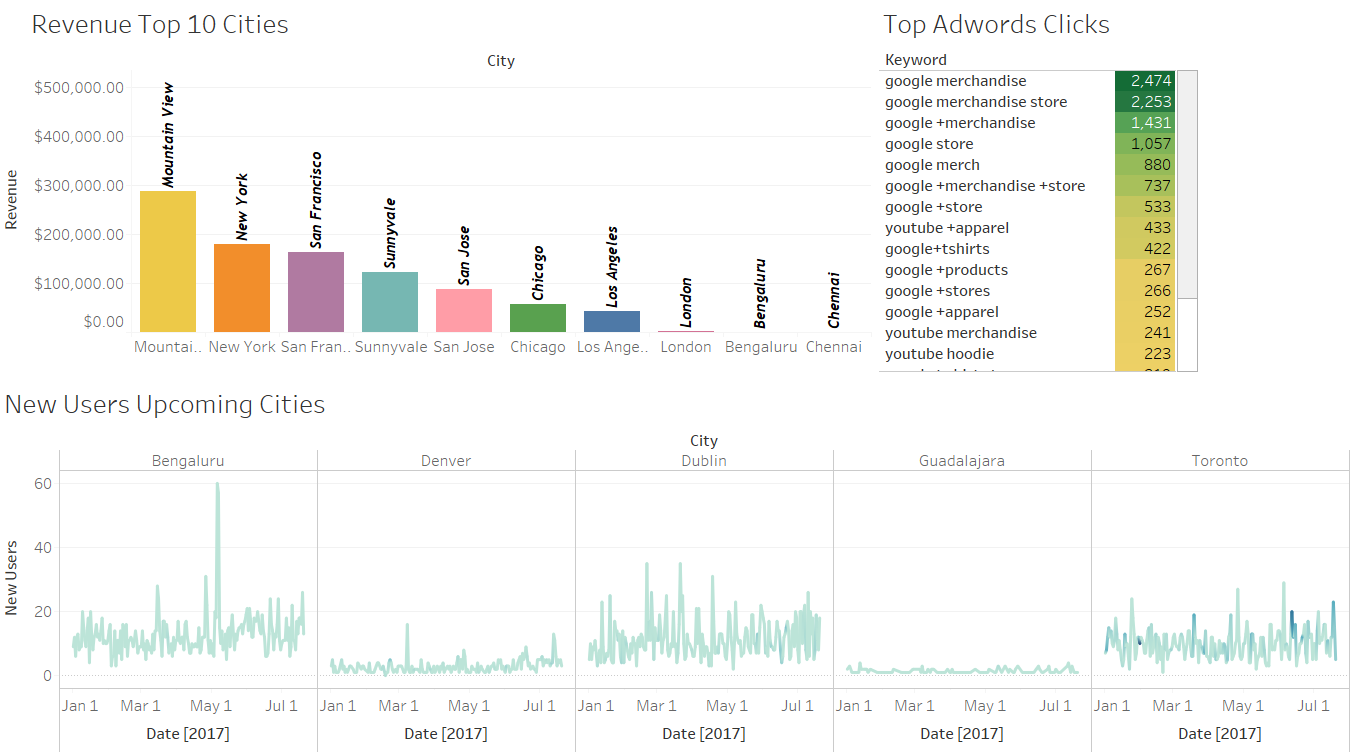 Revenue Top 10 Cities
City
Revenue
$500,000.00
$400,000.00
$300,000.00
$200,000.00
$100,000.00
$0.00
Mountain View
New York
San Francisco
Sunnyvale
San Jose
Chicago
Los Angeles
London
Bengaluru
Chennai
Mountai.. New York San Fran.. Sunnyvale San Jose Chicago Los Ange.. London Bengaluru Chennai
Top Adwords Clicks
Keyword
google merchandise 2,474
google merchandise store 2,253
google +merchandise 1,431
google store 1,057
google merch 880
google +merchandise +store 737
google +store 533
youtube +apparel 433
google+tshirts 422
google +products 267
google +stores 266
google +apparel 252
youtube merchandise 241
youtube hoodie 223
New Users Upcoming Cities
City
Bengaluru Denver Dublin Guadalajara Toronto
New Users
60
40
20
0
Jan 1 Mar 1 May 1 Jul 1 Jan 1 Mar 1 May 1 Jul 1 Jan 1 Mar 1 May 1 Jul 1 Jan 1 Mar 1 May 1 Jul 1 Jan 1 Mar 1 May 1 Jul 1
Date [2017] Date [2017] Date [2017] Date [2017] Date [2017]